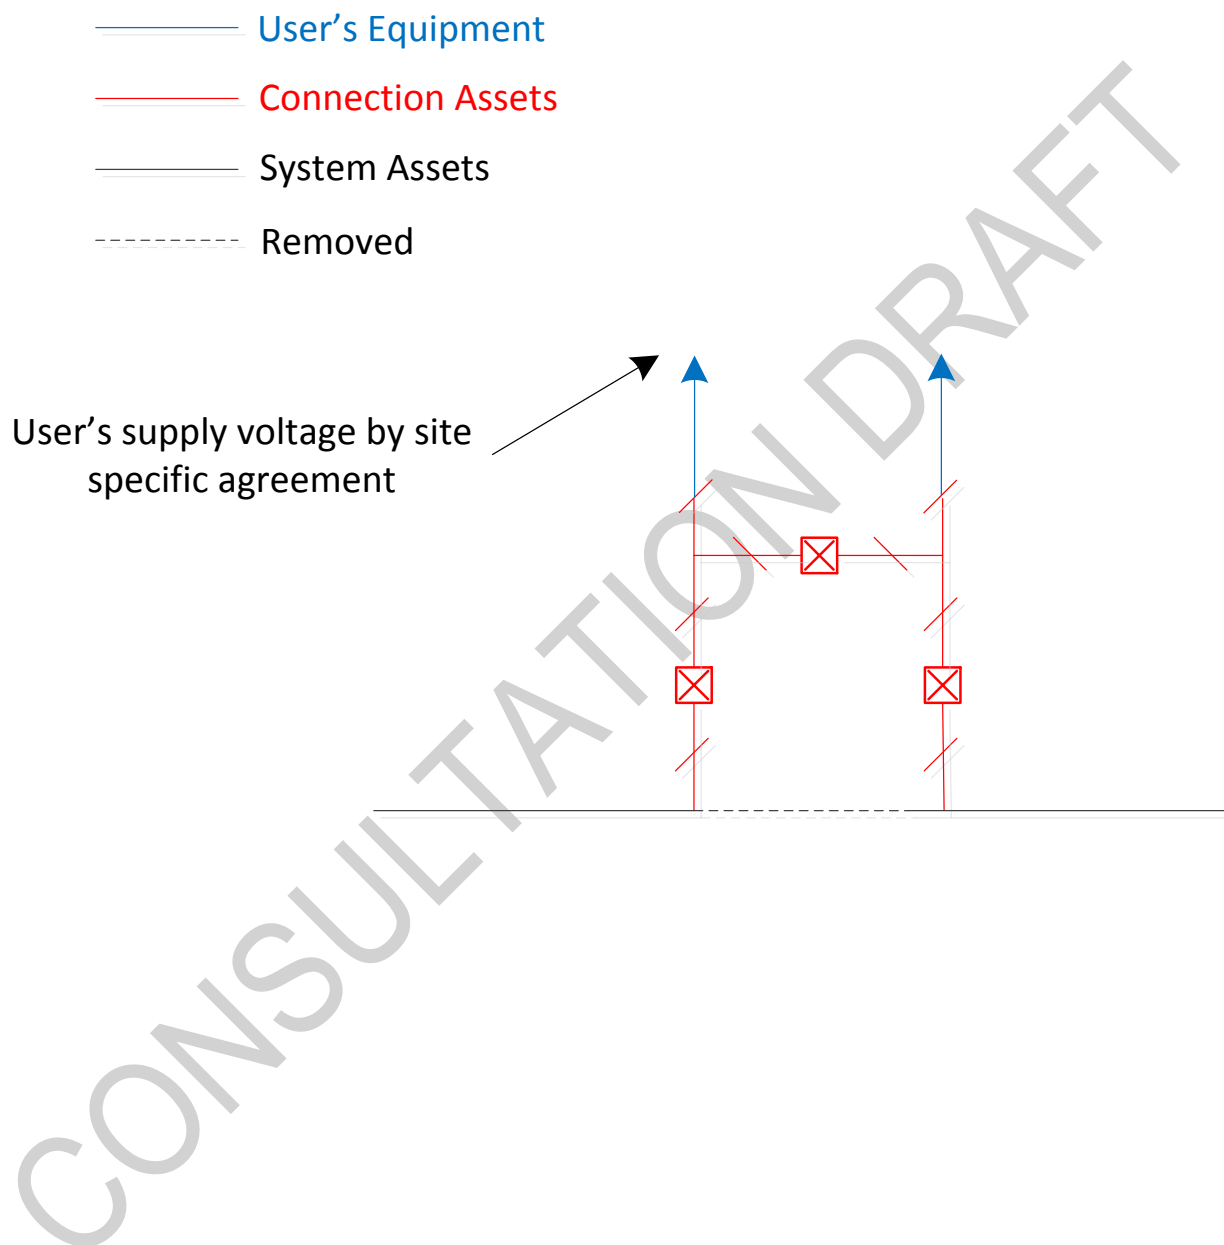 User’s Equipment
Connection Assets
System Assets
Removed
User’s supply voltage by site
specific agreement
CONSULTATION DRAFT